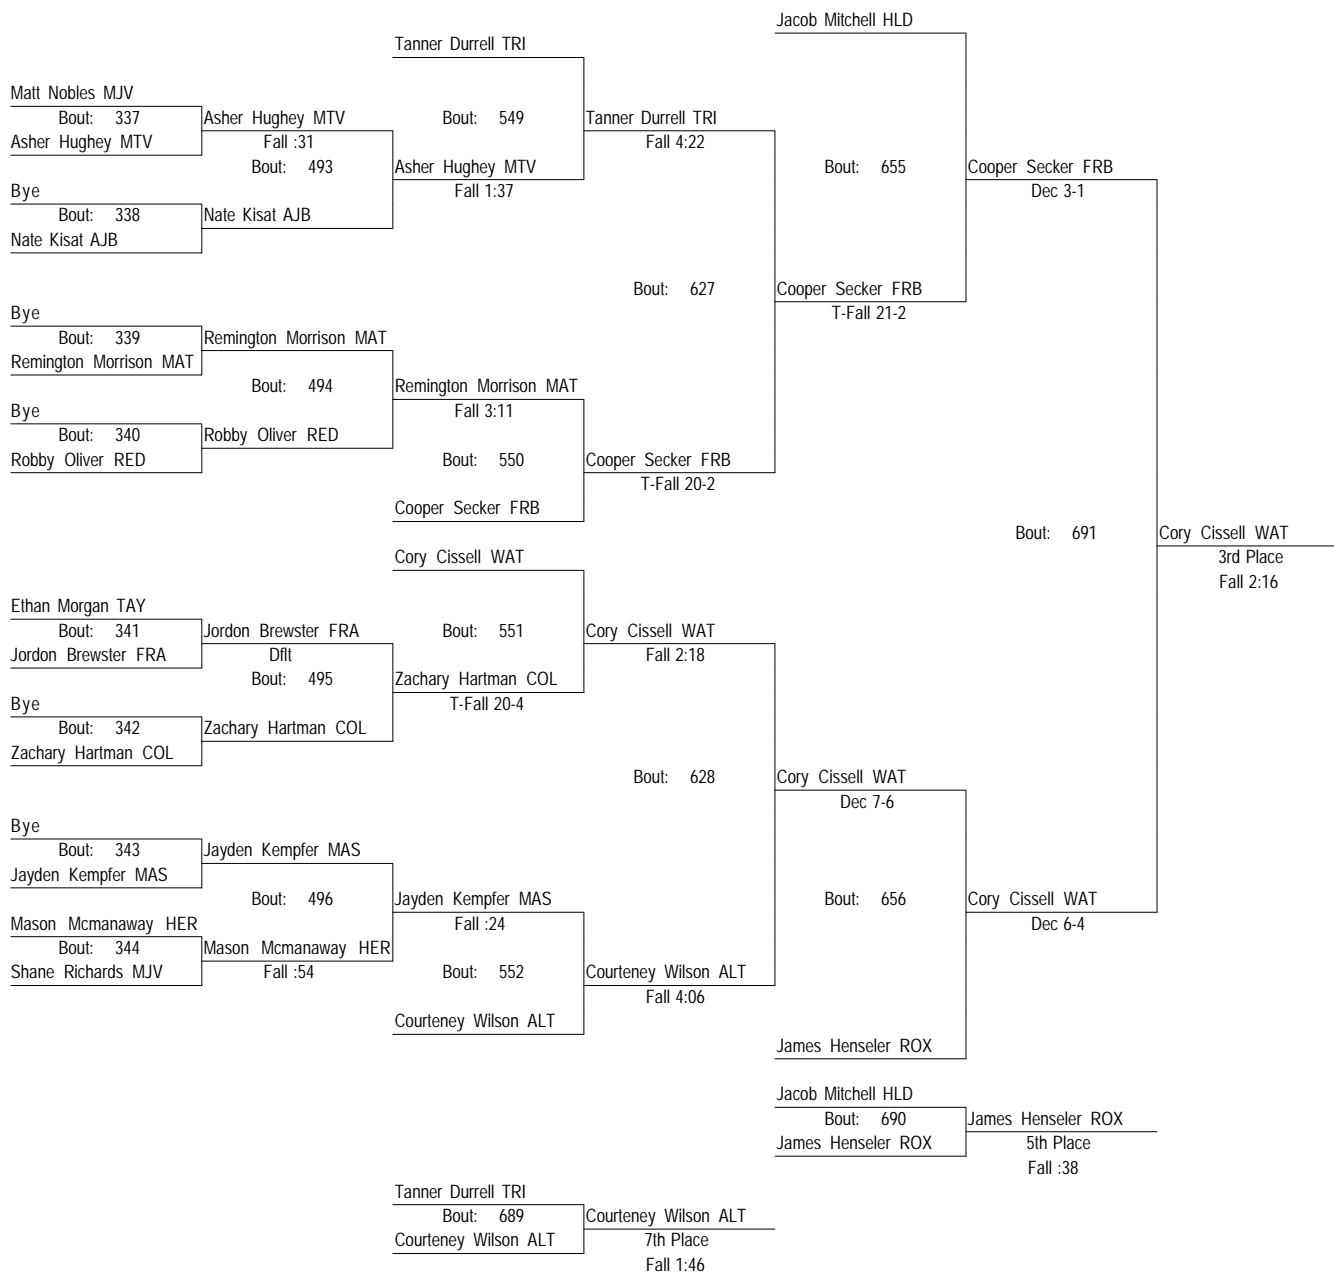 Jacob Mitchell HLD
Tanner Durrell TRI
Matt Nobles MJV
Bout: 337
Asher Hughey MTV
Bout: 549
Tanner Durrell TRI
Asher Hughey MTV
Fall :31
Fall 4:22
Bout: 493
Asher Hughey MTV
Bout: 655
Cooper Secker FRB
Bye
Fall 1:37
Dec 3-1
Bout: 338
Nate Kisat AJB
Nate Kisat AJB
Bout: 627
Cooper Secker FRB
Bye
T-Fall 21-2
Bout: 339
Remington Morrison MAT
Remington Morrison MAT
Bout: 494
Remington Morrison MAT
Bye
Fall 3:11
Bout: 340
Robby Oliver RED
Robby Oliver RED
Bout: 550
Cooper Secker FRB
T-Fall 20-2
Cooper Secker FRB
Bout: 691
Cory Cissell WAT
Cory Cissell WAT
3rd Place
Fall 2:16
Ethan Morgan TAY
Bout: 341
Jordon Brewster FRA
Bout: 551
Cory Cissell WAT
Jordon Brewster FRA
Dflt
Fall 2:18
Bout: 495
Zachary Hartman COL
Bye
T-Fall 20-4
Bout: 342
Zachary Hartman COL
Zachary Hartman COL
Bout: 628
Cory Cissell WAT
Dec 7-6
Bye
Bout: 343
Jayden Kempfer MAS
Jayden Kempfer MAS
Bout: 496
Jayden Kempfer MAS
Bout: 656
Cory Cissell WAT
Mason Mcmanaway HER
Fall :24
Dec 6-4
Bout: 344
Mason Mcmanaway HER
Shane Richards MJV
Fall :54
Bout: 552
Courteney Wilson ALT
Fall 4:06
Courteney Wilson ALT
James Henseler ROX
Jacob Mitchell HLD
Bout: 690
James Henseler ROX
James Henseler ROX
5th Place
Fall :38
Tanner Durrell TRI
Bout: 689
Courteney Wilson ALT
Courteney Wilson ALT
7th Place
Fall 1:46